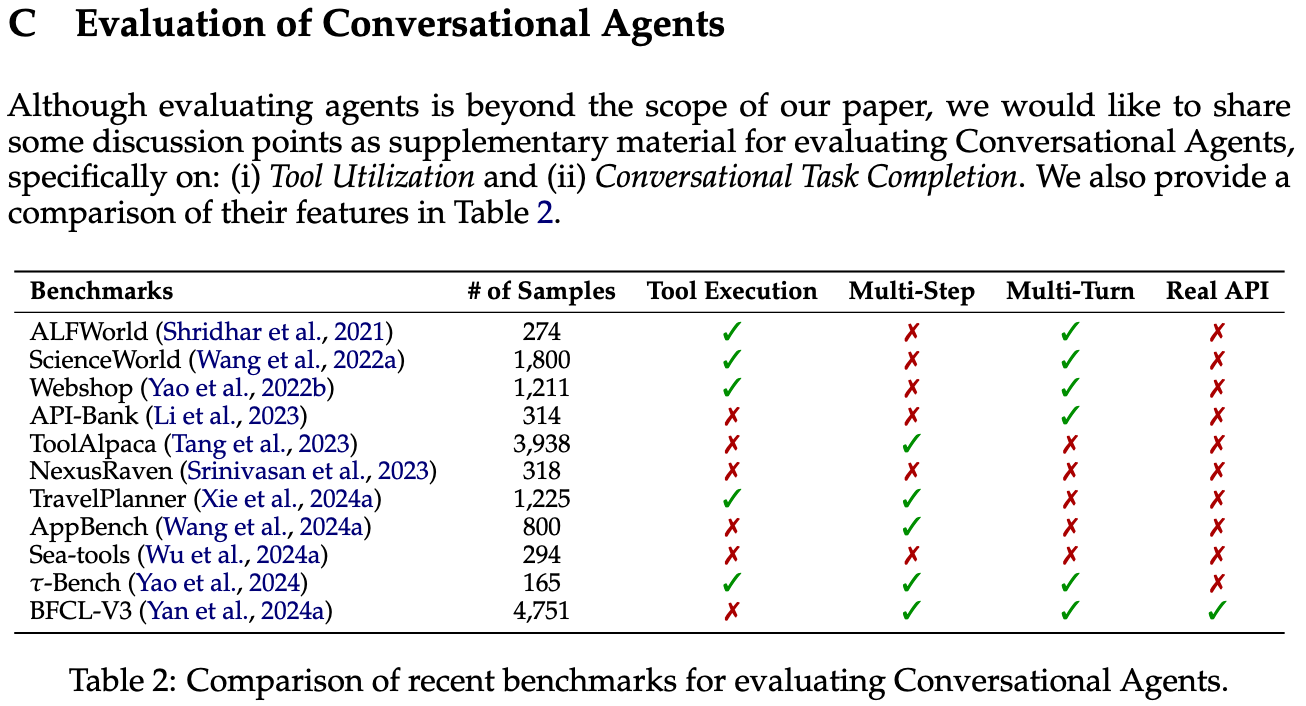 C Evaluation of Conversational Agents
Although evaluating agents is beyond the scope of our paper, we would like to share
some discussion points as supplementary material for evaluating Conversational Agents,
specifically on: (i) Tool Utilization and (ii) Conversational Task Completion. We also provide a
comparison of their features in Table 2.
Benchmarks # of Samples Tool Execution Multi-Step Multi-Turn Real API
ALFWorld (Shridhar et al., 2021) 274 ✓ ✗ ✓ ✗
ScienceWorld (Wang et al., 2022a) 1,800 ✓ ✗ ✓ ✗
Webshop (Yao et al., 2022b) 1,211 ✓ ✗ ✓ ✗
API-Bank (Li et al., 2023) 314 ✗ ✗ ✓ ✗
ToolAlpaca (Tang et al., 2023) 3,938 ✗ ✓ ✗ ✗
NexusRaven (Srinivasan et al., 2023) 318 ✗ ✗ ✗ ✗
TravelPlanner (Xie et al., 2024a) 1,225 ✓ ✓ ✗ ✗
AppBench (Wang et al., 2024a) 800 ✗ ✓ ✗ ✗
Sea-tools (Wu et al., 2024a) 294 ✗ ✗ ✗ ✗
τ-Bench (Yao et al., 2024) 165 ✓ ✓ ✓ ✗
BFCL-V3 (Yan et al., 2024a) 4,751 ✗ ✓ ✓ ✓
Table 2: Comparison of recent benchmarks for evaluating Conversational Agents.